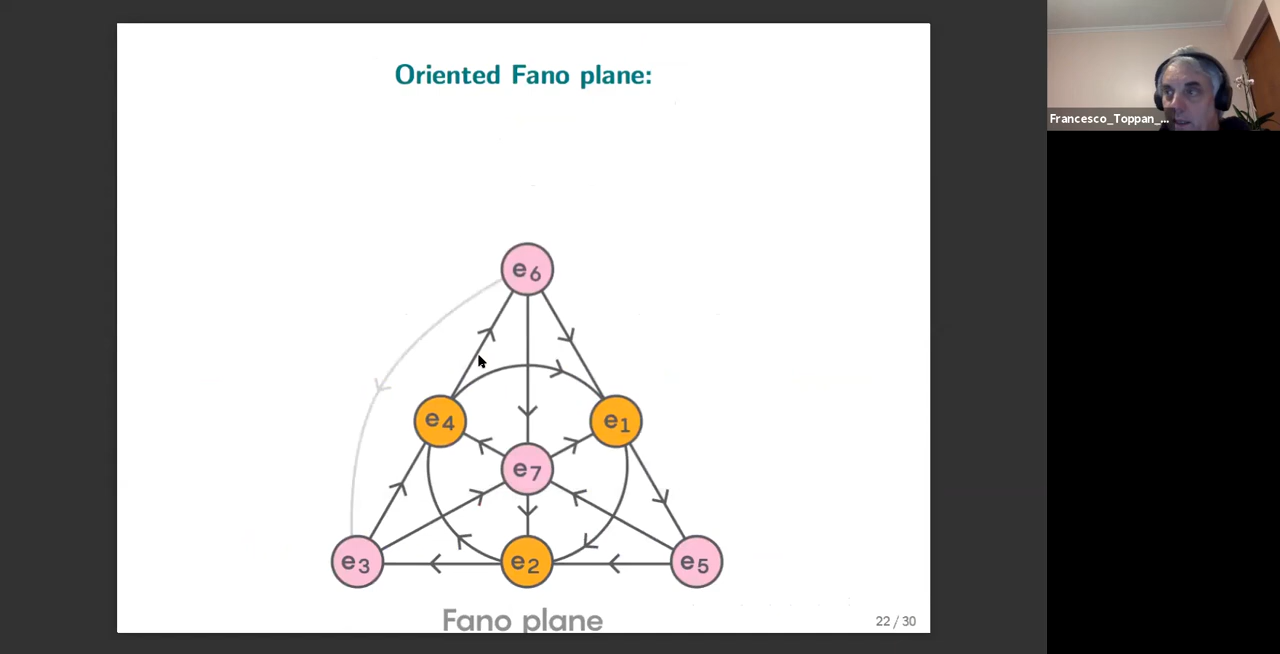 Oriented Fano plane:
e6
e4
e1
e7
e3
e2
e5
Fano plane
22 / 30
Francesco_Toppan_...